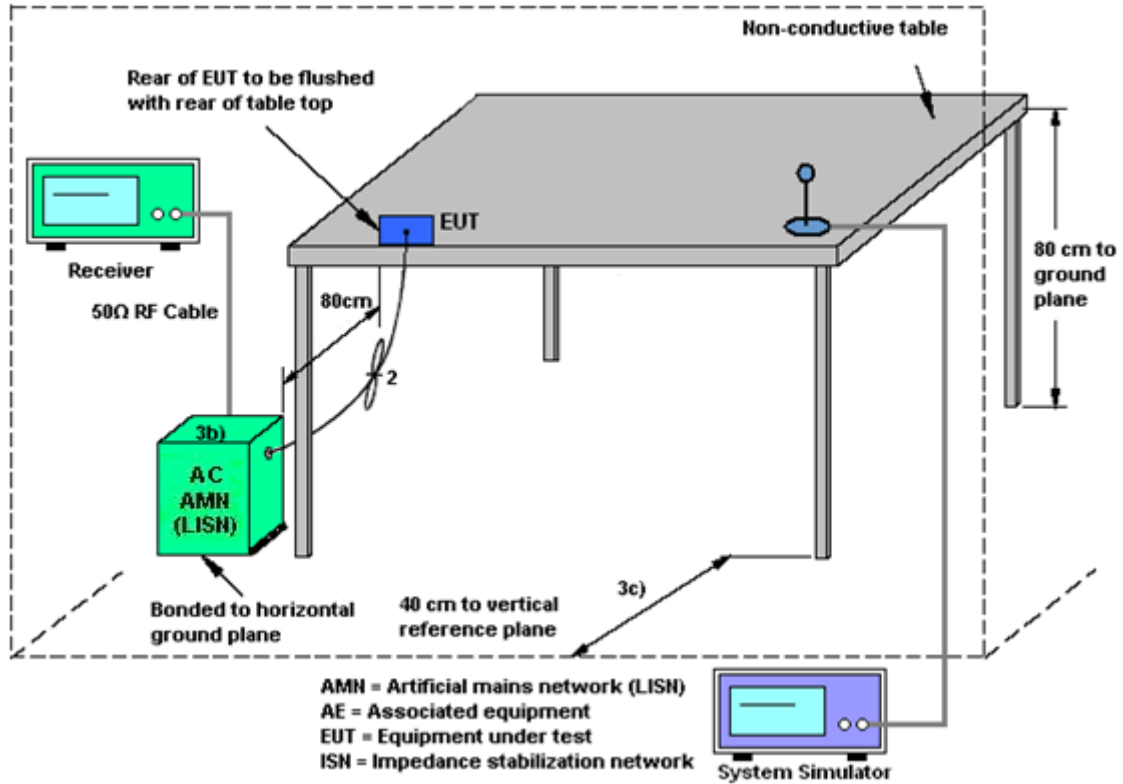 Non-conductive table
Rear of EUT to be flushed
with rear of table top
EUT
Receiver
80cm
80 cm to
ground
plane
50Ω RF Cable
2
3b)
AC
AMN
(LISN)
3c)
Bonded to horizontal
ground plane
40 cm to vertical
reference plane
AMN = Artificial mains network (LISN)
AE = Associated equipment
EUT = Equipment under test
ISN = Impedance stabilization network
System Simulator